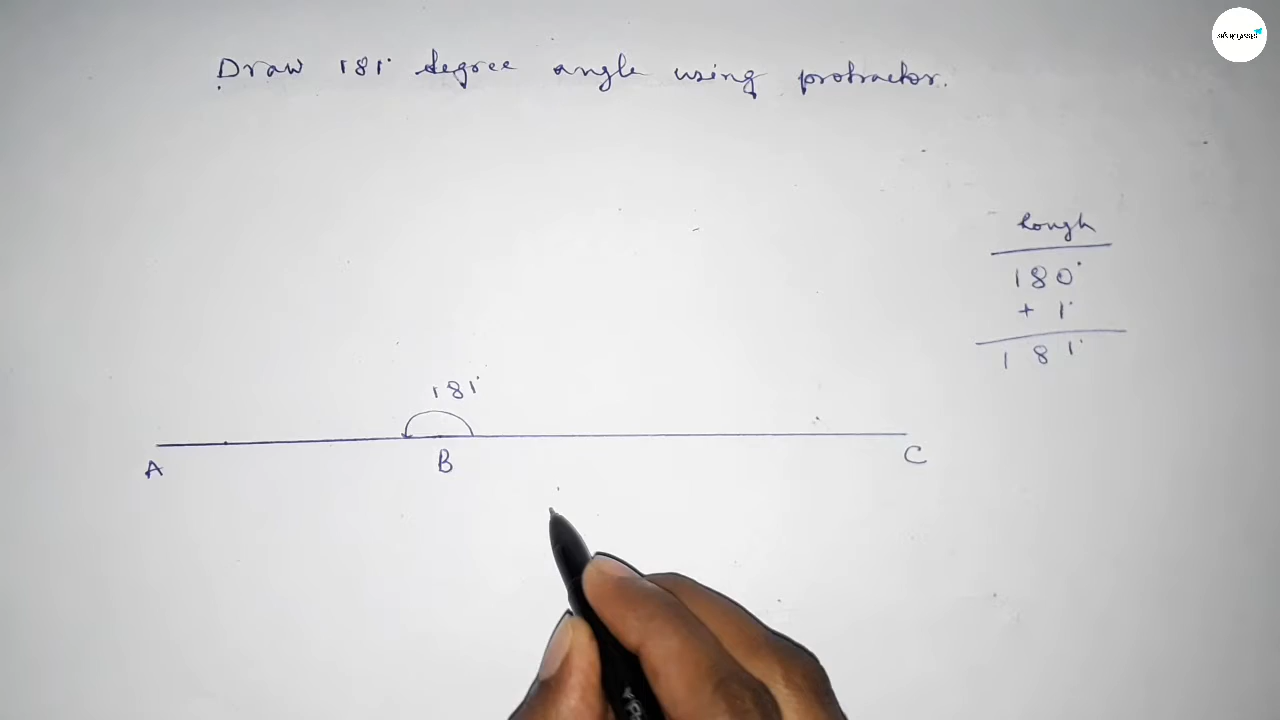 Draw 181° degree angle using protractor.
Rough
180°
+ 1°
181°
181°
A B C